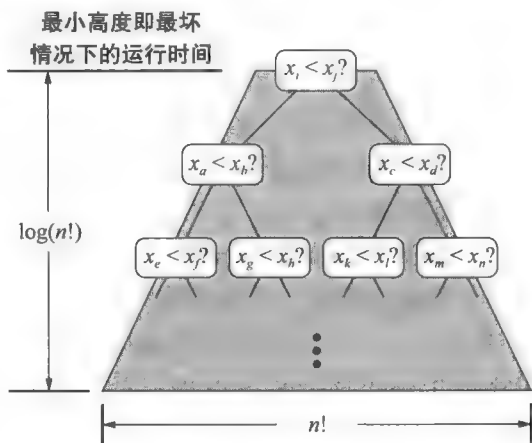 最小高度即最坏
情况下的运行时间
x_i < x_j?
x_a < x_b? x_c < x_d?
log(n!)
x_e < x_f? x_g < x_h? x_k < x_l? x_m < x_n?
n!